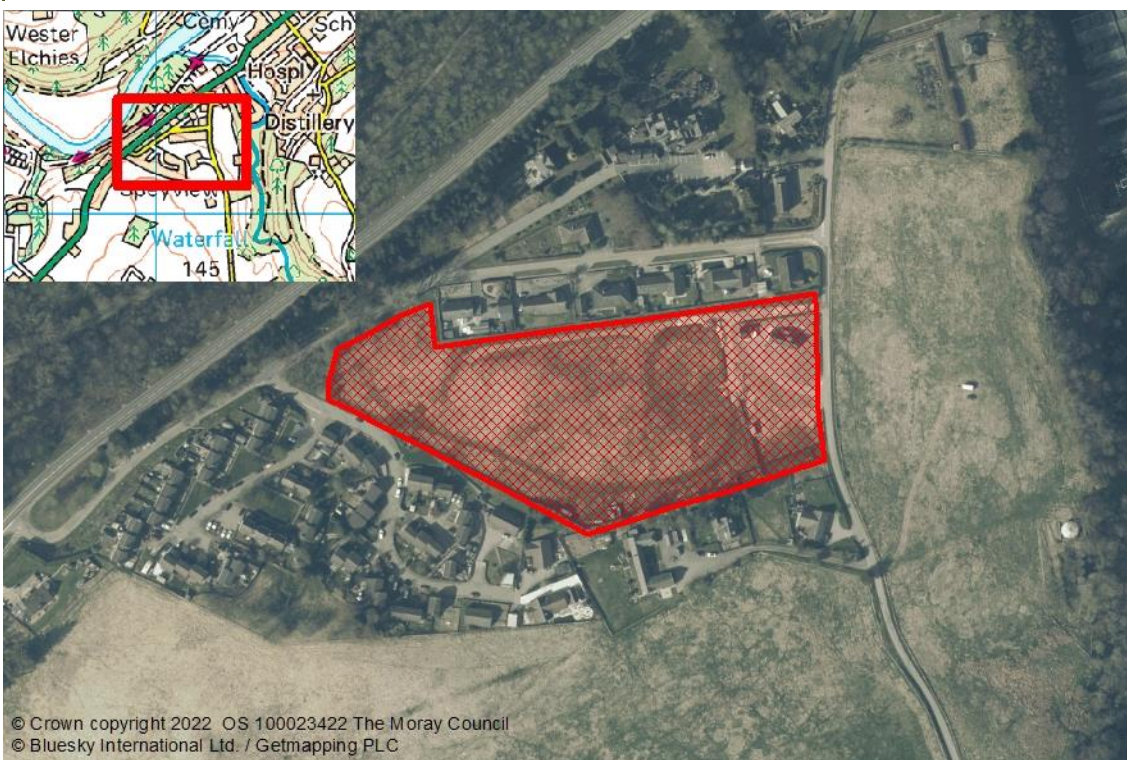 Wester
Elchies
Cemy
Sch
Hospl
Distillery
Waterfall
145
© Crown copyright 2022 OS 100023422 The Moray Council
© Bluesky International Ltd. / Getmapping PLC